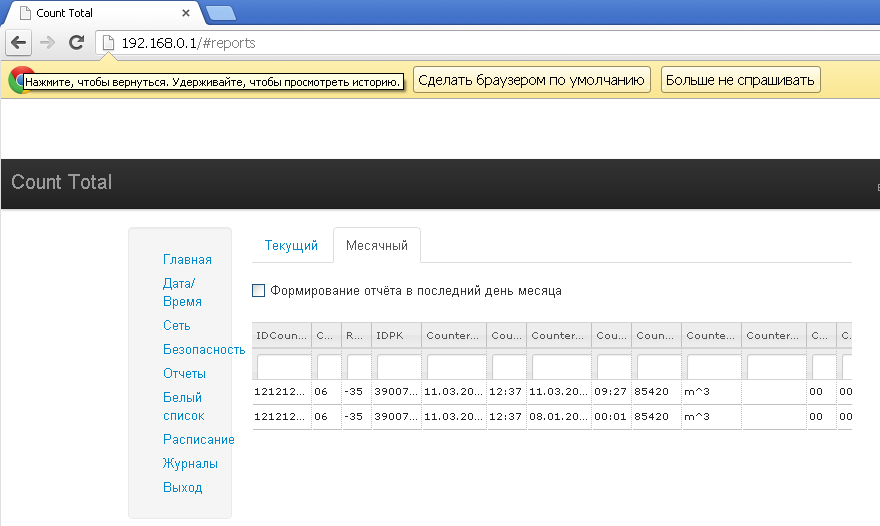 Count Total
192.168.0.1/#reports
Нажмите, чтобы вернуться. Удерживайте, чтобы просмотреть историю.
Сделать браузером по умолчанию
Больше не спрашивать
Count Total
Главная
Дата/
Время
Сеть
Безопасность
Отчеты
Белый
список
Расписание
Журналы
Выход
Текущий
Месячный
Формирование отчёта в последний день месяца
IDCoun... C... R... IDPK Counter... Cou... Counter... Cou... Coun... Counte... Counter... C... C.
121212... 06 -35 39007... 11.03.20... 12:37 11.03.20... 09:27 85420 m^3 00 00
121212... 06 -35 39007... 11.03.20... 12:37 08.01.20... 00:01 85420 m^3 00 00